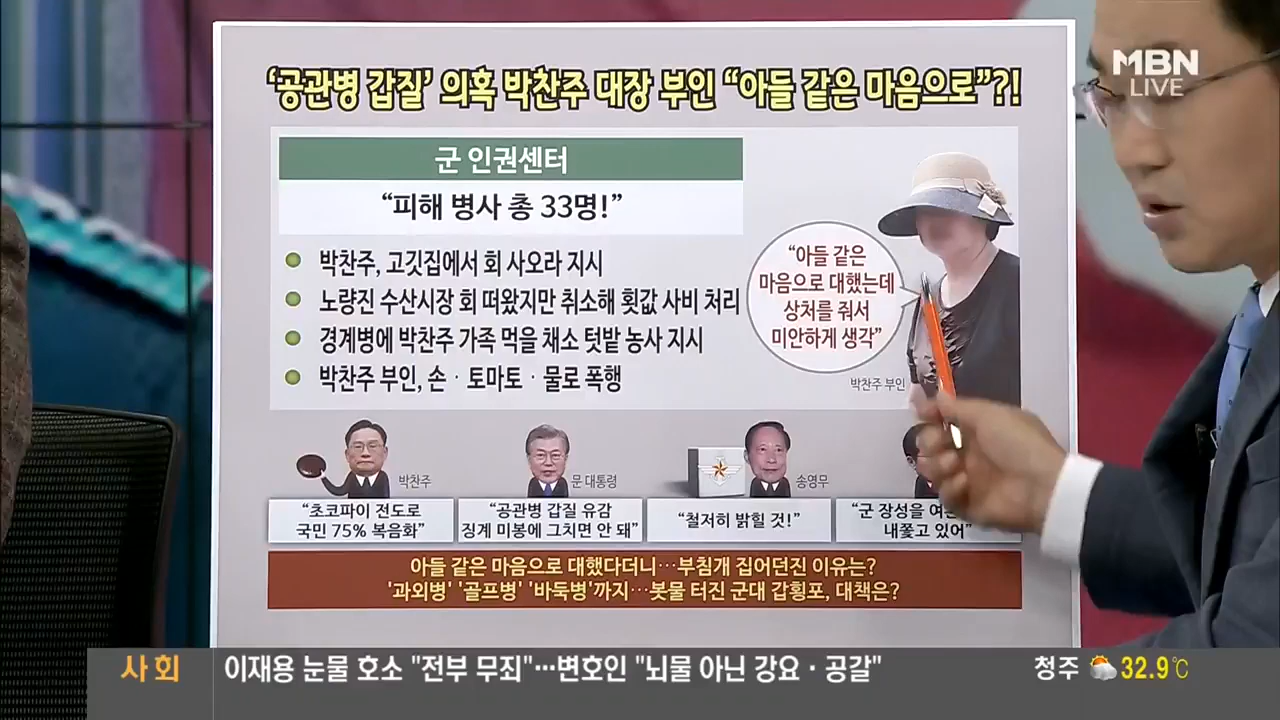 MBN
LIVE
‘공관병 갑질’ 의혹 박찬주 대장 부인 “아들 같은 마음으로”?!
군 인권센터
“피해 병사 총 33명!”
박찬주, 고깃집에서 회 사오라 지시
노량진 수산시장 회 떠왔지만 취소해 횟값 사비 처리
경계병에 박찬주 가족 먹을 채소 텃밭 농사 지시
박찬주 부인, 손 · 토마토 · 물로 폭행
“아들 같은
마음으로 대했는데
상처를 줘서
미안하게 생각”
박찬주 부인
박찬주
“초코파이 전도로
국민 75% 복음화”
문 대통령
“공관병 갑질 유감
징계 미봉에 그치면 안 돼”
송영무
“철저히 밝힐 것!”
“군 장성을 여론
내쫓고 있어”
아들 같은 마음으로 대했다더니…부침개 집어던진 이유는?
'과외병' '골프병' '바둑병'까지…봇물 터진 군대 갑횡포, 대책은?
사회
이재용 눈물 호소 "전부 무죄"…변호인 "뇌물 아닌 강요·공갈"
청주 32.9℃